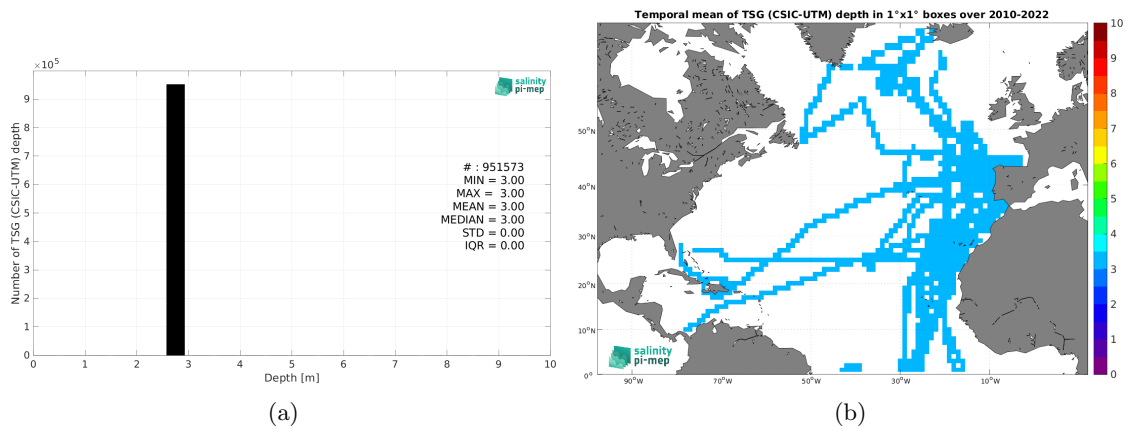 ×10⁵
9
8
7
6
5
4
3
2
1
0
Number of TSG (CSIC-UTM) depth
salinity
pi-mep
# : 951573
MIN = 3.00
MAX = 3.00
MEAN = 3.00
MEDIAN = 3.00
STD = 0.00
IQR = 0.00
0 1 2 3 4 5 6 7 8 9 10
Depth [m]
(a)
Temporal mean of TSG (CSIC-UTM) depth in 1°x1° boxes over 2010-2022
50°N
40°N
30°N
20°N
10°N
0°
90°W 70°W 50°W 30°W 10°W
salinity
pi-mep
10
9
8
7
6
5
4
3
2
1
0
(b)